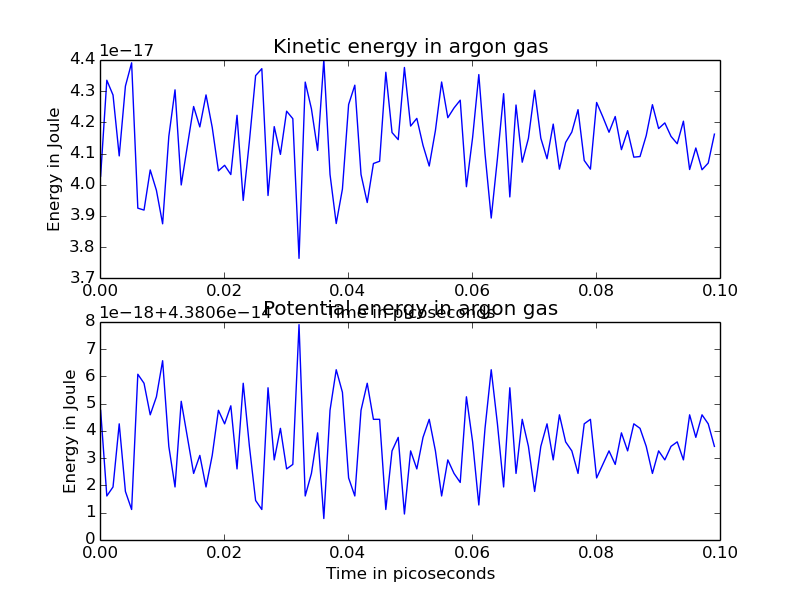 Kinetic energy in argon gas
1e−17
4.4
4.3
4.2
4.1
4.0
3.9
3.8
3.7
Energy in Joule
0.00 0.02 0.04 0.06 0.08 0.10
Time in picoseconds
Potential energy in argon gas
1e−18+4.3806e−14
8
7
6
5
4
3
2
1
0
Energy in Joule
0.00 0.02 0.04 0.06 0.08 0.10
Time in picoseconds